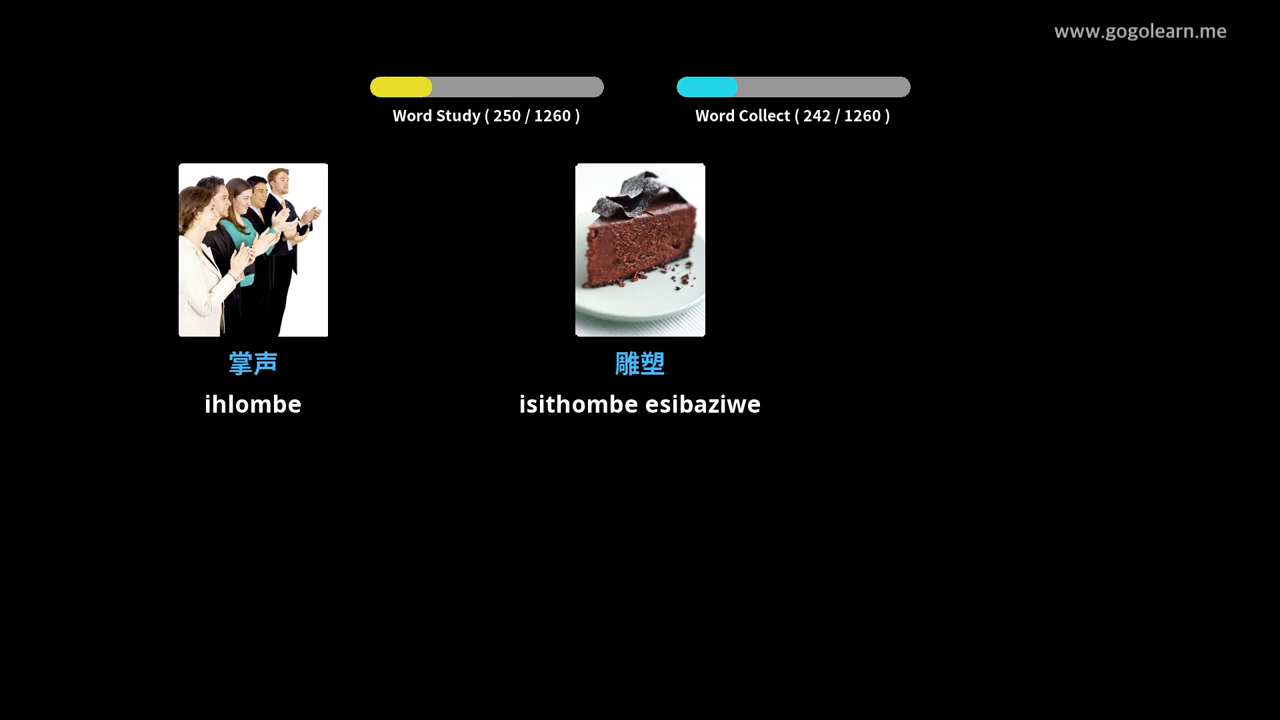 www.gogolearn.me
Word Study ( 250 / 1260 )
Word Collect ( 242 / 1260 )
掌声
雕塑
ihlombe
isithombe esibaziwe